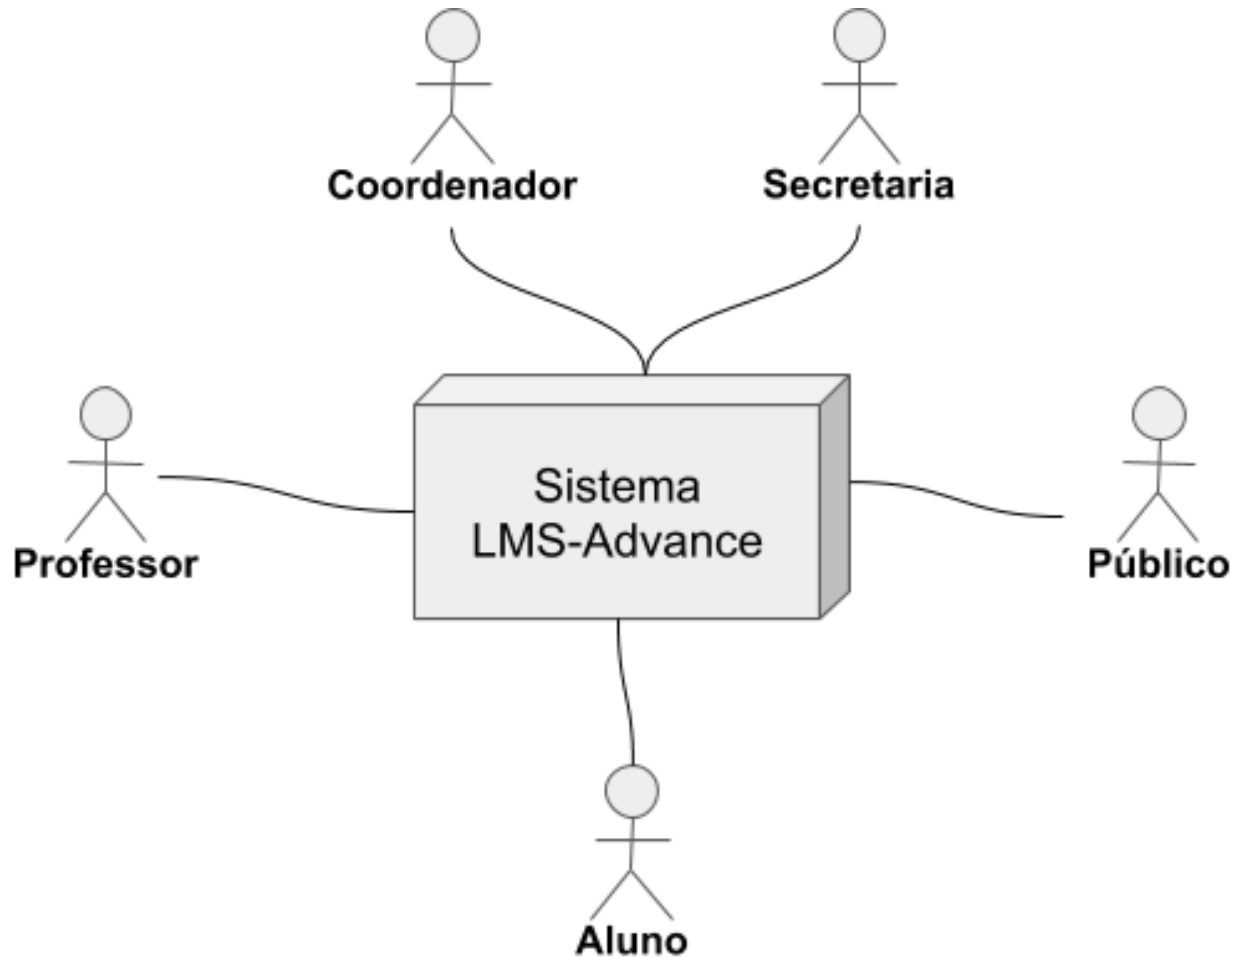 Coordenador
Secretaria
Sistema
LMS-Advance
Professor
Público
Aluno